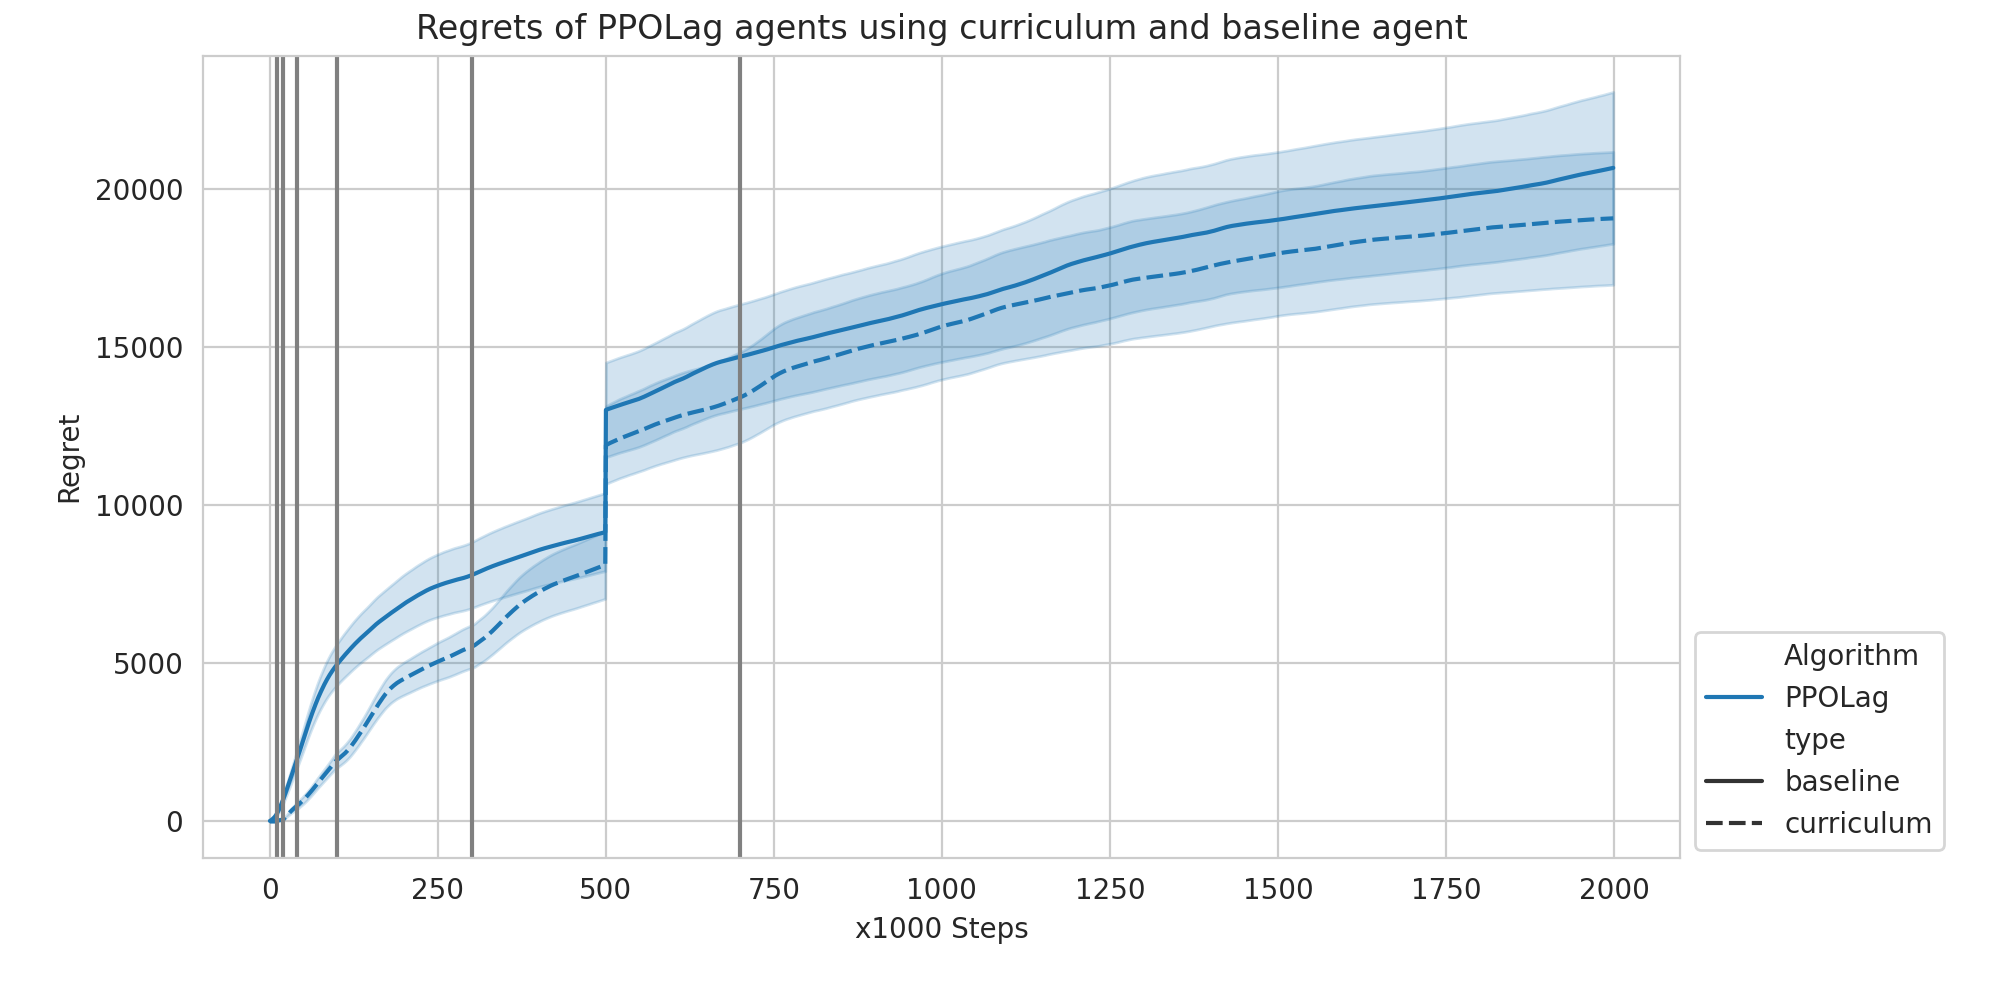 Regrets of PPOLag agents using curriculum and baseline agent
Regret
20000
15000
10000
5000
0
0 250 500 750 1000 1250 1500 1750 2000
x1000 Steps
Algorithm
PPOLag
type
baseline
curriculum